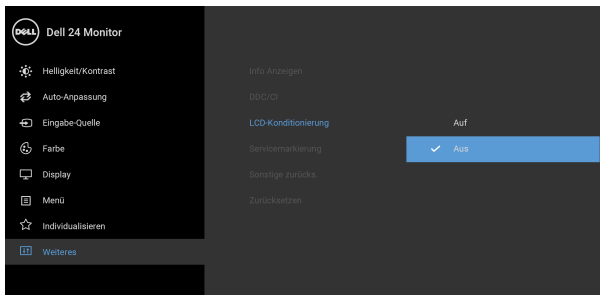 DELL Dell 24 Monitor
Helligkeit/Kontrast Info Anzeigen
Auto-Anpassung DDC/CI
Eingabe-Quelle LCD-Konditionierung Auf
Farbe Servicemarkierung Aus
Display Sonstige zurücks.
Menü Zurücksetzen
Individualisieren
Weiteres